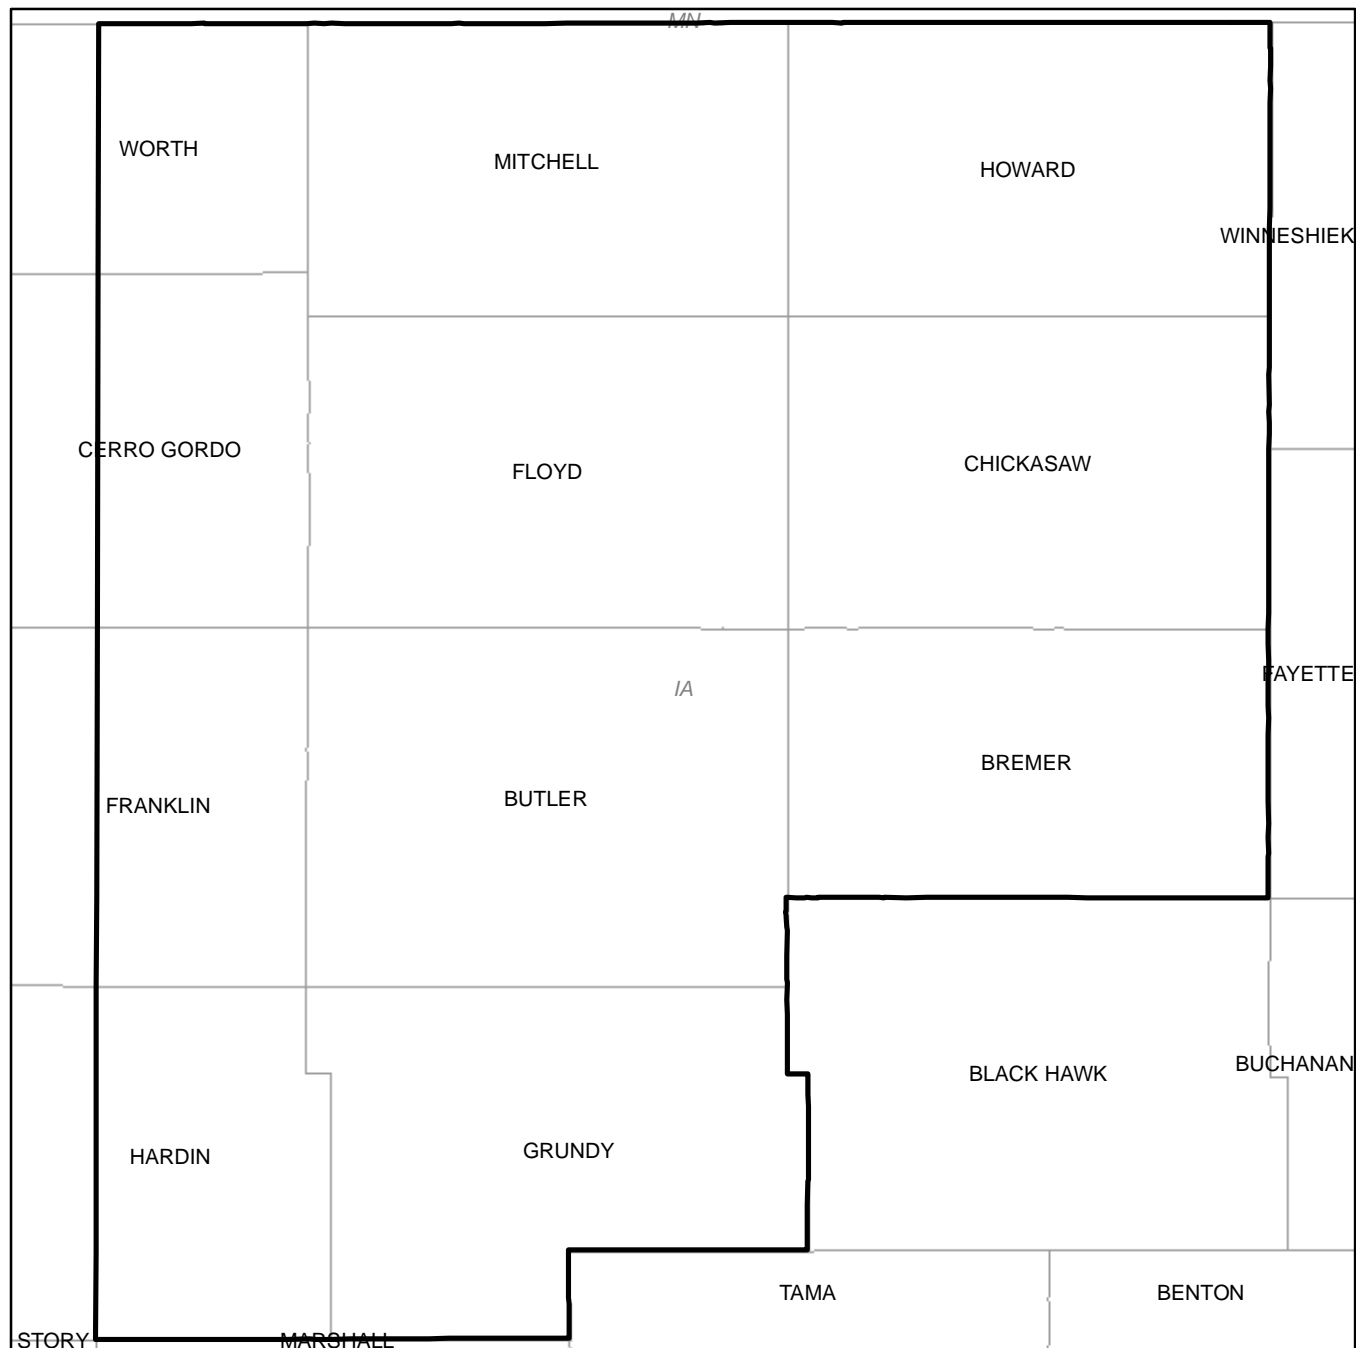 MN
WORTH
MITCHELL
HOWARD
WINNESHIEK
CERRO GORDO
FLOYD
CHICKASAW
FAYETTE
IA
BREMER
FRANKLIN
BUTLER
BUCHANAN
BLACK HAWK
HARDIN
GRUNDY
TAMA
BENTON
STORY
MARSHALL